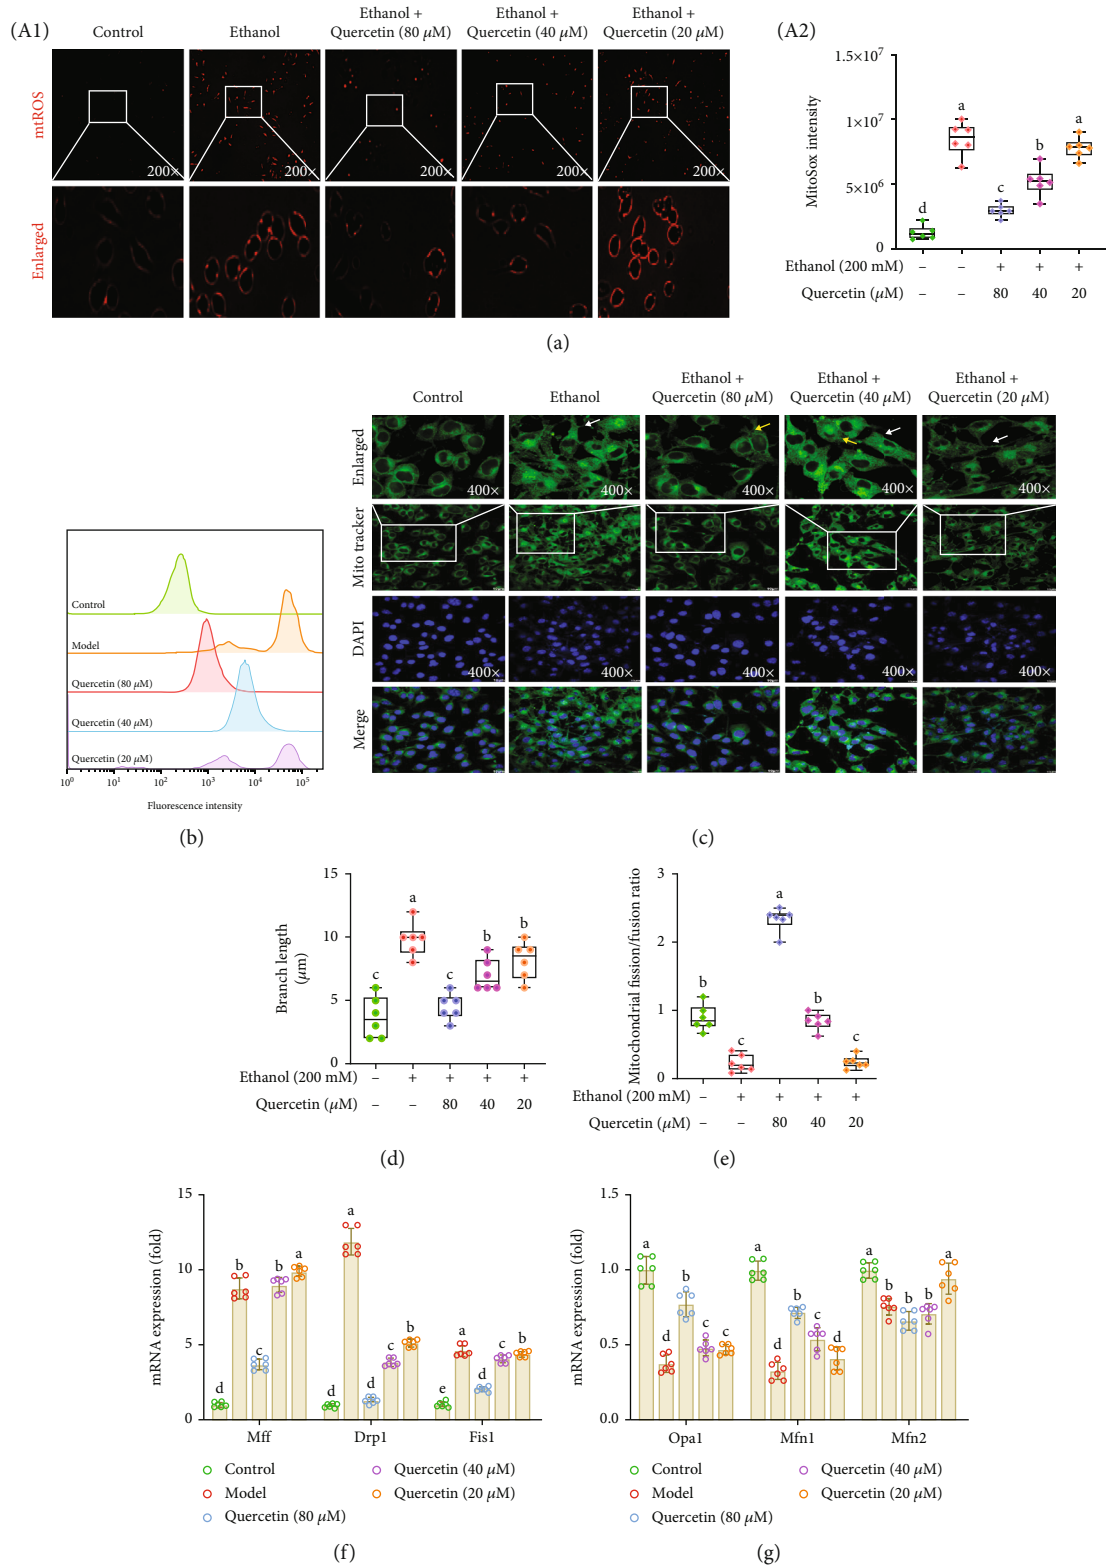 (A1)
Control
Ethanol
Ethanol +
Quercetin (80 μM)
Ethanol +
Quercetin (40 μM)
Ethanol +
Quercetin (20 μM)
mtROS
200×
200×
200×
200×
200×
Enlarged
(A2)
MitoSox intensity
1.5×10⁷
1×10⁷
5×10⁶
0
d
a
c
b
a
Ethanol (200 mM) – – + + +
Quercetin (μM) – – 80 40 20
(a)
Control
Model
Quercetin (80 μM)
Quercetin (40 μM)
Quercetin (20 μM)
10⁰ 10¹ 10² 10³ 10⁴ 10⁵
Fluorescence intensity
(b)
Control
Ethanol
Ethanol +
Quercetin (80 μM)
Ethanol +
Quercetin (40 μM)
Ethanol +
Quercetin (20 μM)
Enlarged
400×
400×
400×
400×
400×
Mito tracker
DAPI
400×
400×
400×
400×
400×
Merge
(c)
Branch length
(μm)
15
10
5
0
c
a
c
b
b
Ethanol (200 mM) – + + + +
Quercetin (μM) – – 80 40 20
(d)
Mitochondrial fission/fusion ratio
3
2
1
0
b
c
a
b
c
Ethanol (200 mM) – + + + +
Quercetin (μM) – – 80 40 20
(e)
mRNA expression (fold)
15
10
5
0
d b c b a
d a d c b
e a d c b
Mff Drp1 Fis1
Control
Model
Quercetin (80 μM)
Quercetin (40 μM)
Quercetin (20 μM)
(f)
mRNA expression (fold)
1.5
1.0
0.5
0.0
a d b c c
a d b c d
a b b b a
Opa1 Mfn1 Mfn2
Control
Model
Quercetin (80 μM)
Quercetin (40 μM)
Quercetin (20 μM)
(g)